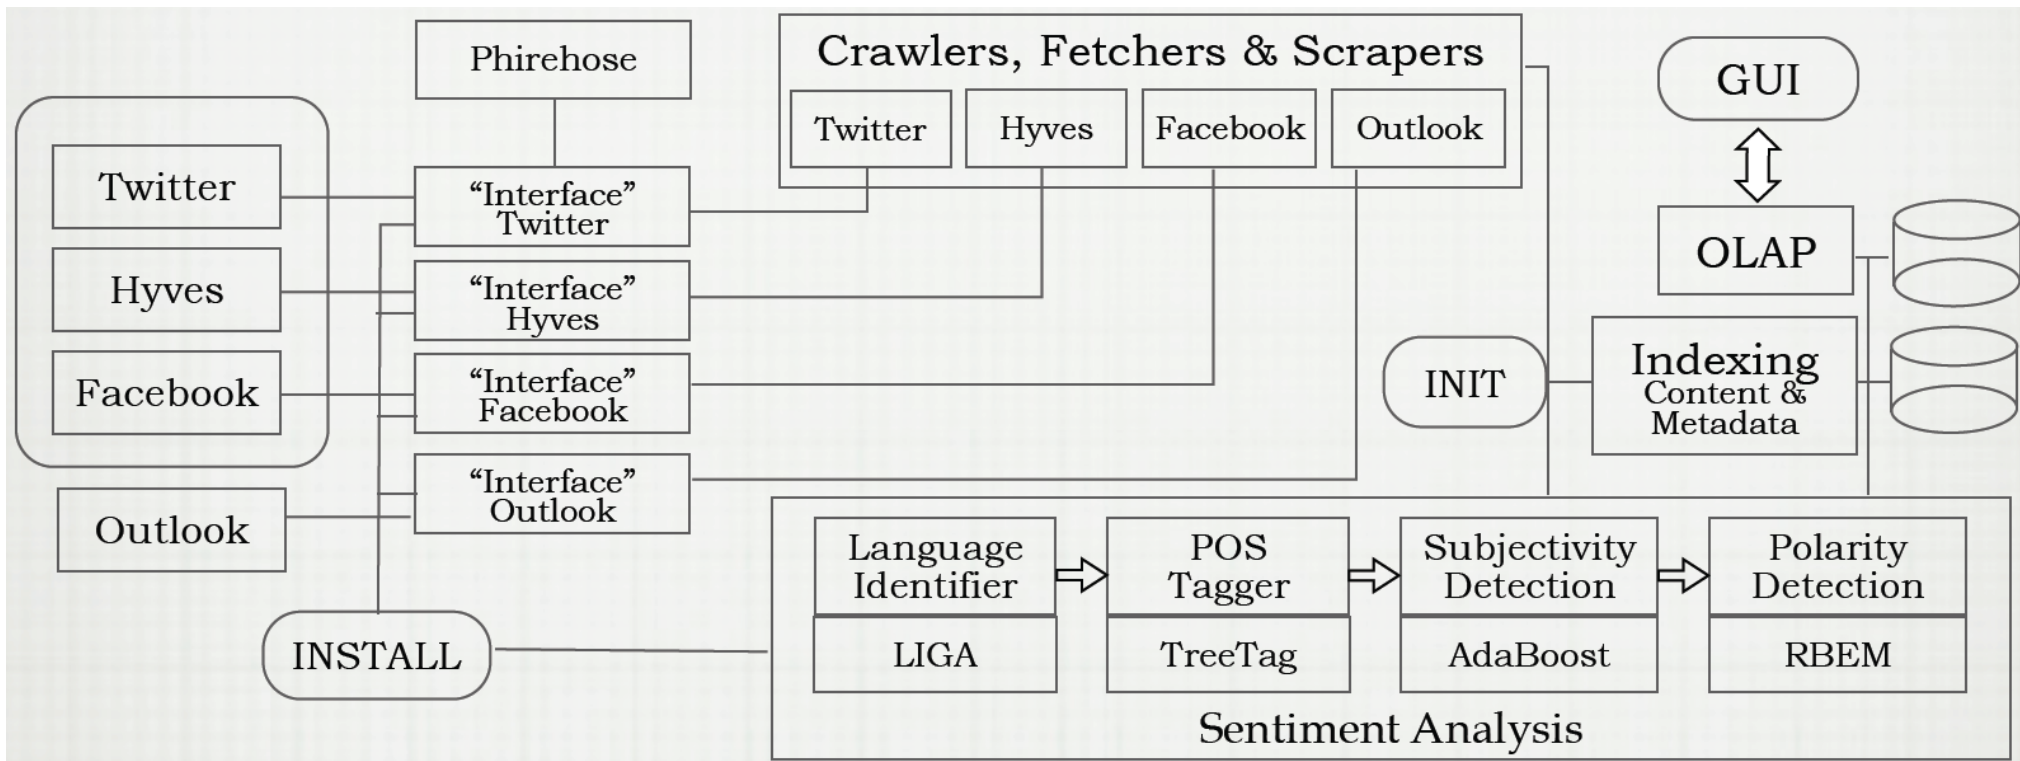 Phirehose
Crawlers, Fetchers & Scrapers
Twitter
Hyves
Facebook
Outlook
GUI
Twitter
Hyves
Facebook
Outlook
“Interface”
Twitter
“Interface”
Hyves
“Interface”
Facebook
“Interface”
Outlook
OLAP
INIT
Indexing
Content &
Metadata
INSTALL
Language
Identifier
LIGA
POS
Tagger
TreeTag
Subjectivity
Detection
AdaBoost
Polarity
Detection
RBEM
Sentiment Analysis